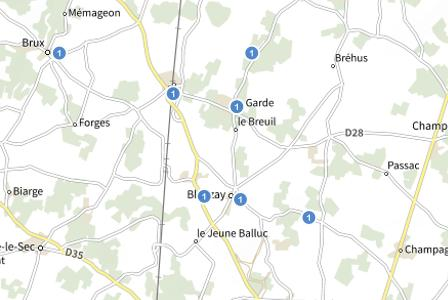 Mémageon
Brux
1
1
Bréhus
1
1
Garde
le Breuil
Forges
D28
Champ
Passac
Biarge
1
1
1
le Jeune Balluc
e-le-Sec
D35
nt
Champag